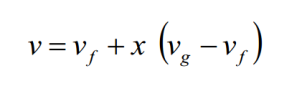 v = v_f + x (v_g − v_f)